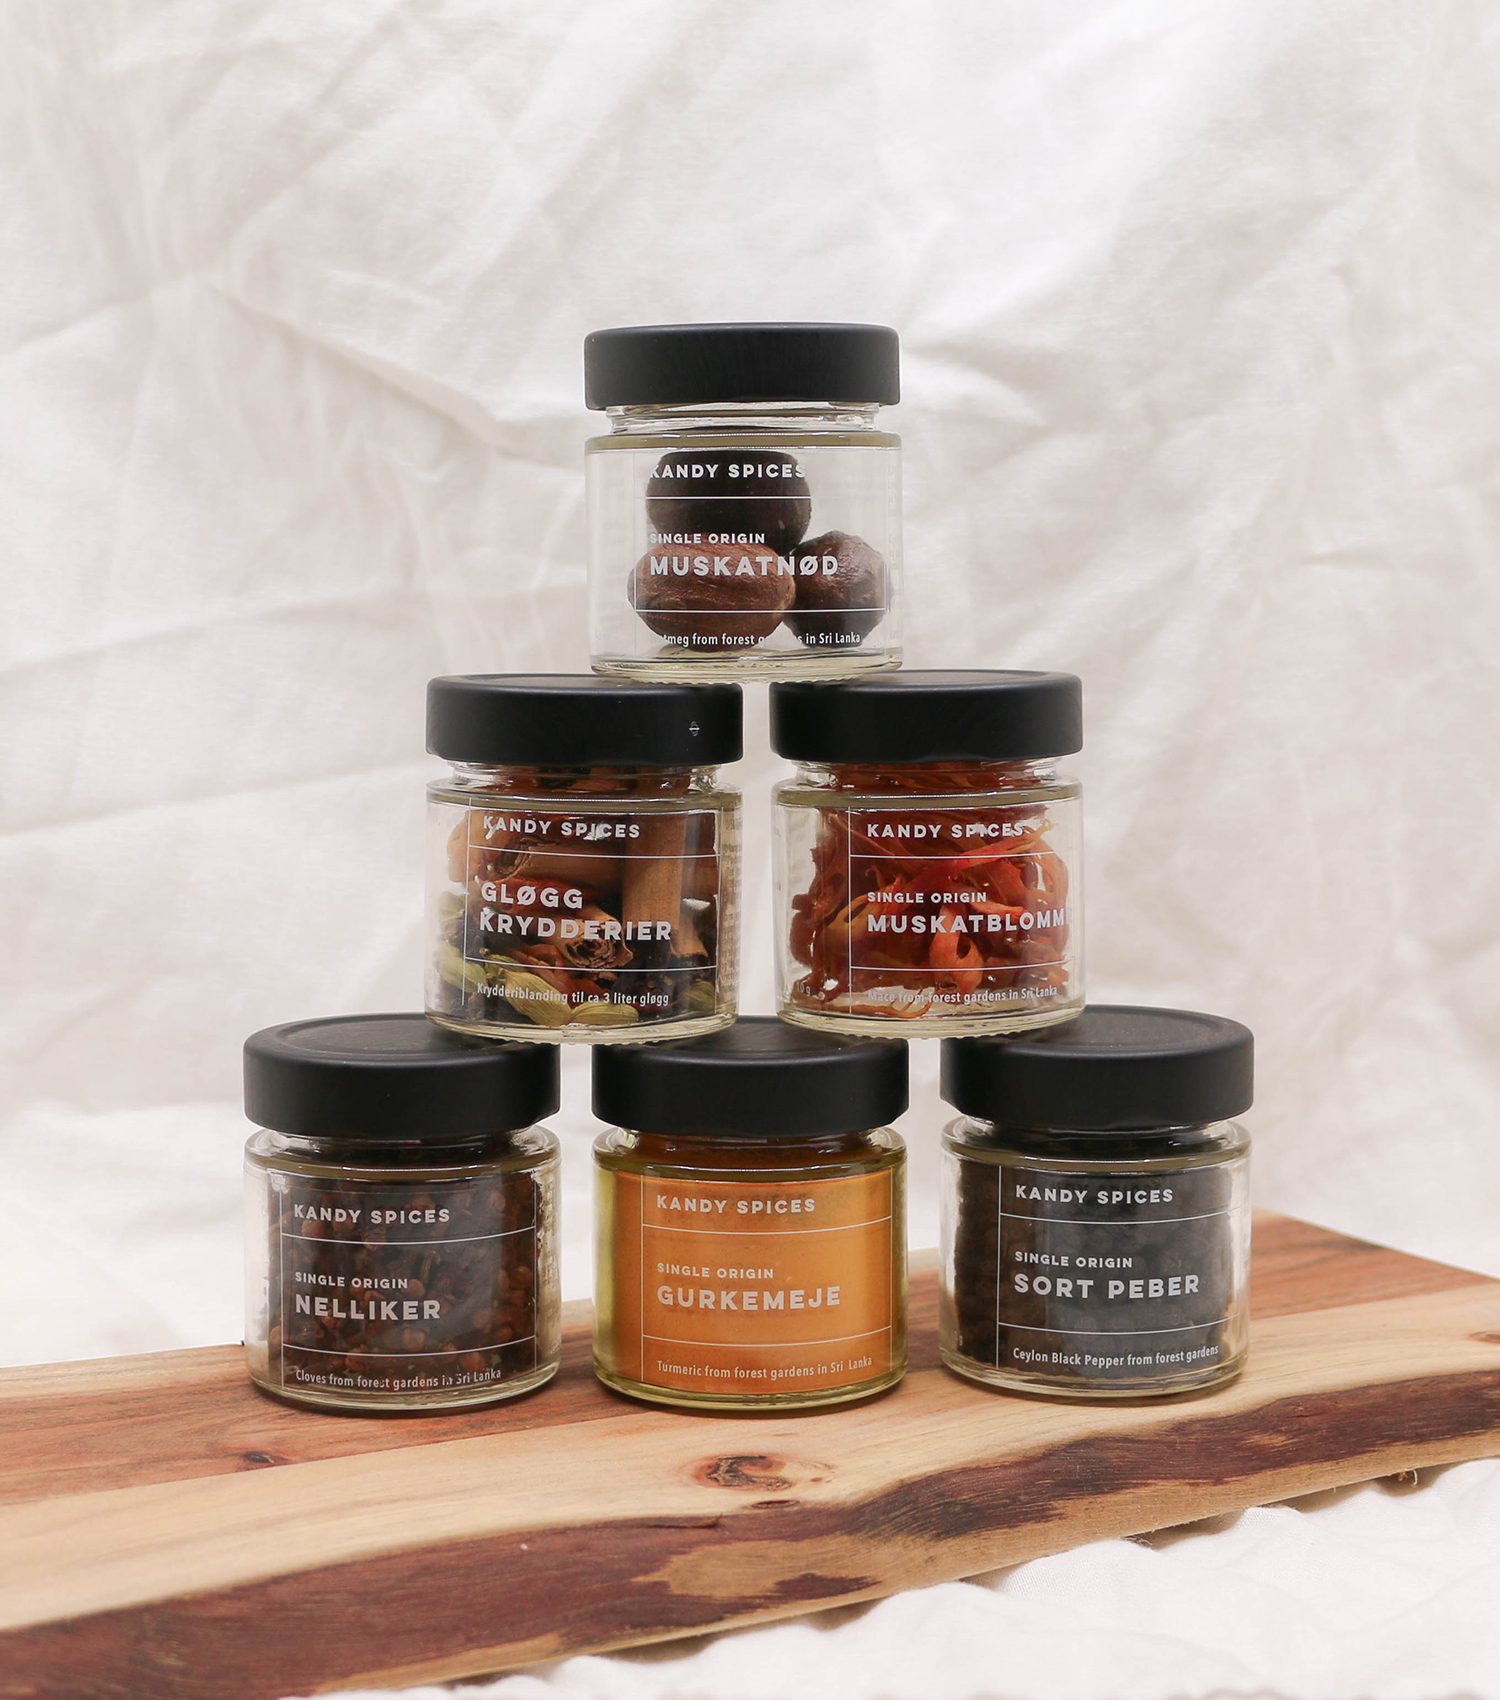 KANDY SPICES
SINGLE ORIGIN
MUSKATNØD
tmeg from forest g s in Sri Lanka
KANDY SPICES
GLØGG
KRYDDERIER
Krydderiblanding til ca 3 liter gløgg
KANDY SPICES
SINGLE ORIGIN
MUSKATBLOMME
Mace from forest gardens in Sri Lanka
10 g
KANDY SPICES
SINGLE ORIGIN
NELLIKER
Cloves from forest gardens in Sri Lanka
KANDY SPICES
SINGLE ORIGIN
GURKEMEJE
Turmeric from forest gardens in Sri Lanka
KANDY SPICES
SINGLE ORIGIN
SORT PEBER
Ceylon Black Pepper from forest gardens